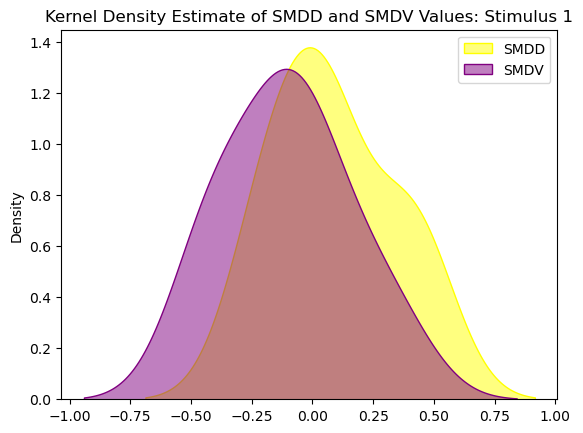 Kernel Density Estimate of SMDD and SMDV Values: Stimulus 1
SMDD
SMDV
Density
1.4
1.2
1.0
0.8
0.6
0.4
0.2
0.0
−1.00 −0.75 −0.50 −0.25 0.00 0.25 0.50 0.75 1.00